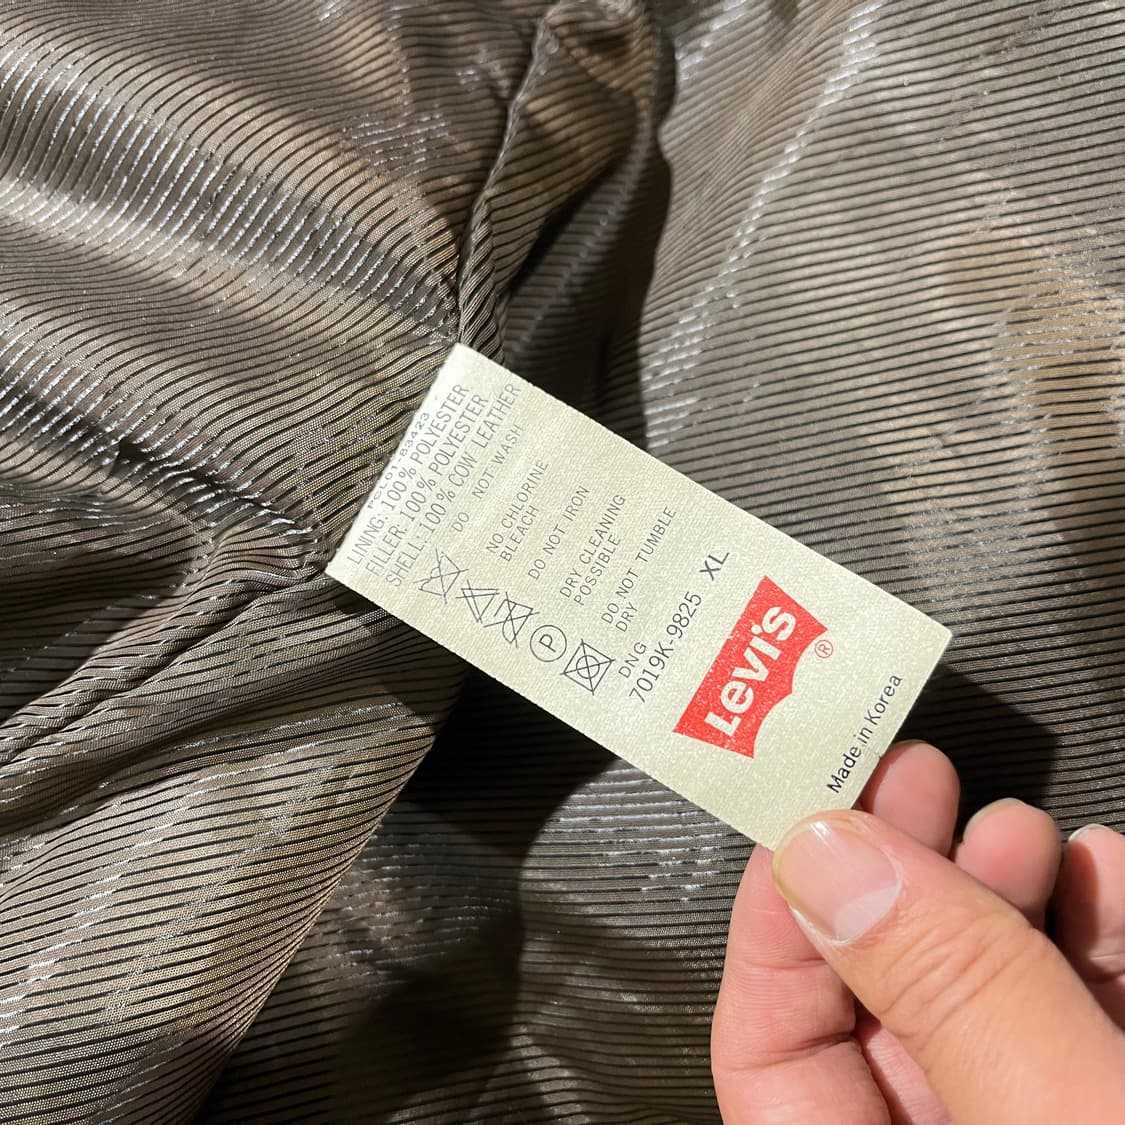 LINING: 100% POLYESTER
FILLER: 100% POLYESTER
SHELL: 100% COW LEATHER
DO NOT WASH
NO CHLORINE
BLEACH
DO NOT IRON
P
DRY CLEANING
POSSIBLE
DO NOT TUMBLE
DRY
DNG
7019K-9825 XL
Levi's
®
Made in Korea